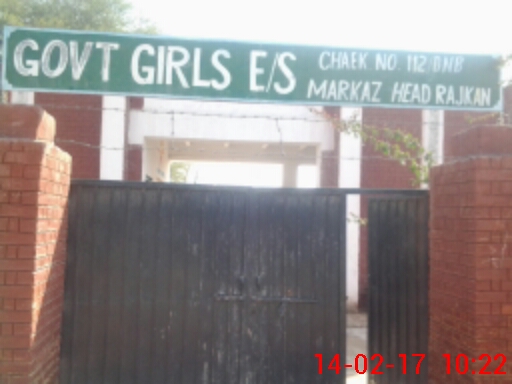 GOVT GIRLS E/S
CHAEK NO. 112/DNB
MARKAZ HEAD RAJKAN
14-02-17 10:22